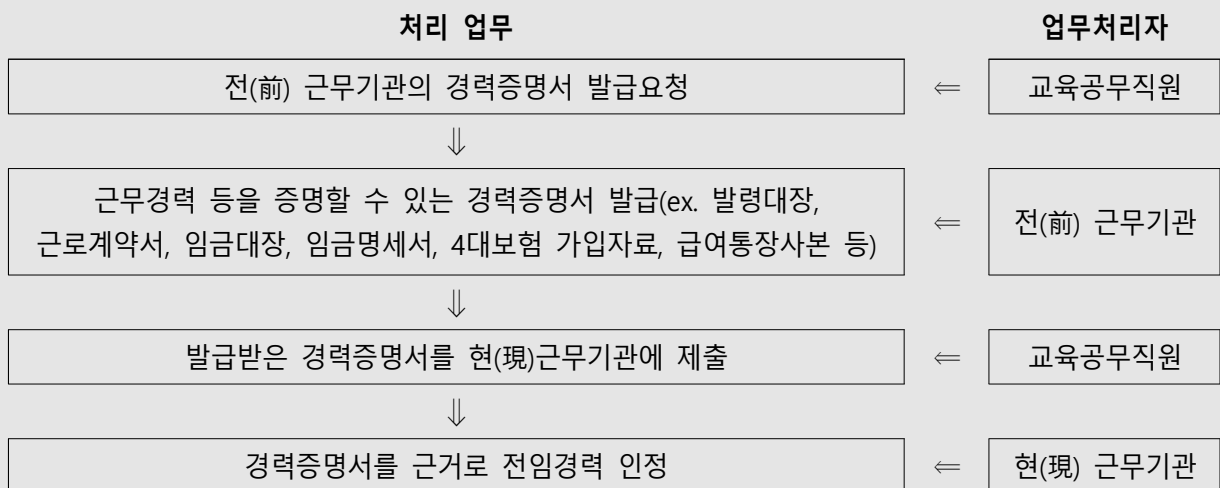 처리 업무 업무처리자
전(前) 근무기관의 경력증명서 발급요청 ⇐ 교육공무직원
⇓
근무경력 등을 증명할 수 있는 경력증명서 발급(ex. 발령대장,
근로계약서, 임금대장, 임금명세서, 4대보험 가입자료, 급여통장사본 등) ⇐ 전(前) 근무기관
⇓
발급받은 경력증명서를 현(現)근무기관에 제출 ⇐ 교육공무직원
⇓
경력증명서를 근거로 전임경력 인정 ⇐ 현(現) 근무기관